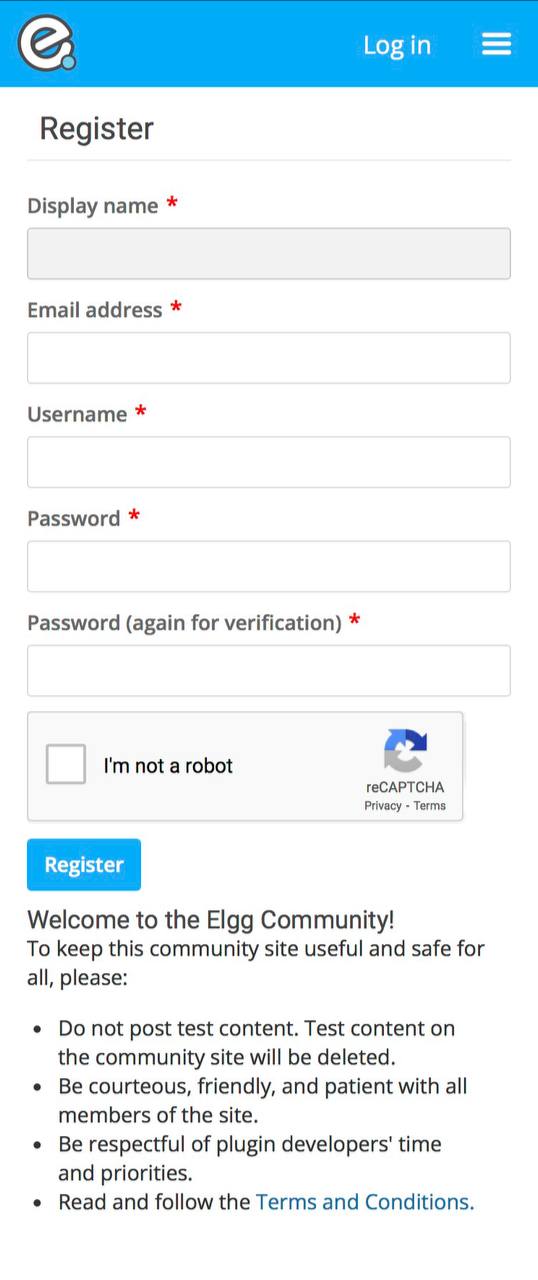 Log in
Register
Display name *
Email address *
Username *
Password *
Password (again for verification) *
I'm not a robot
reCAPTCHA
Privacy - Terms
Register
Welcome to the Elgg Community!
To keep this community site useful and safe for
all, please:
• Do not post test content. Test content on
the community site will be deleted.
• Be courteous, friendly, and patient with all
members of the site.
• Be respectful of plugin developers' time
and priorities.
• Read and follow the Terms and Conditions.